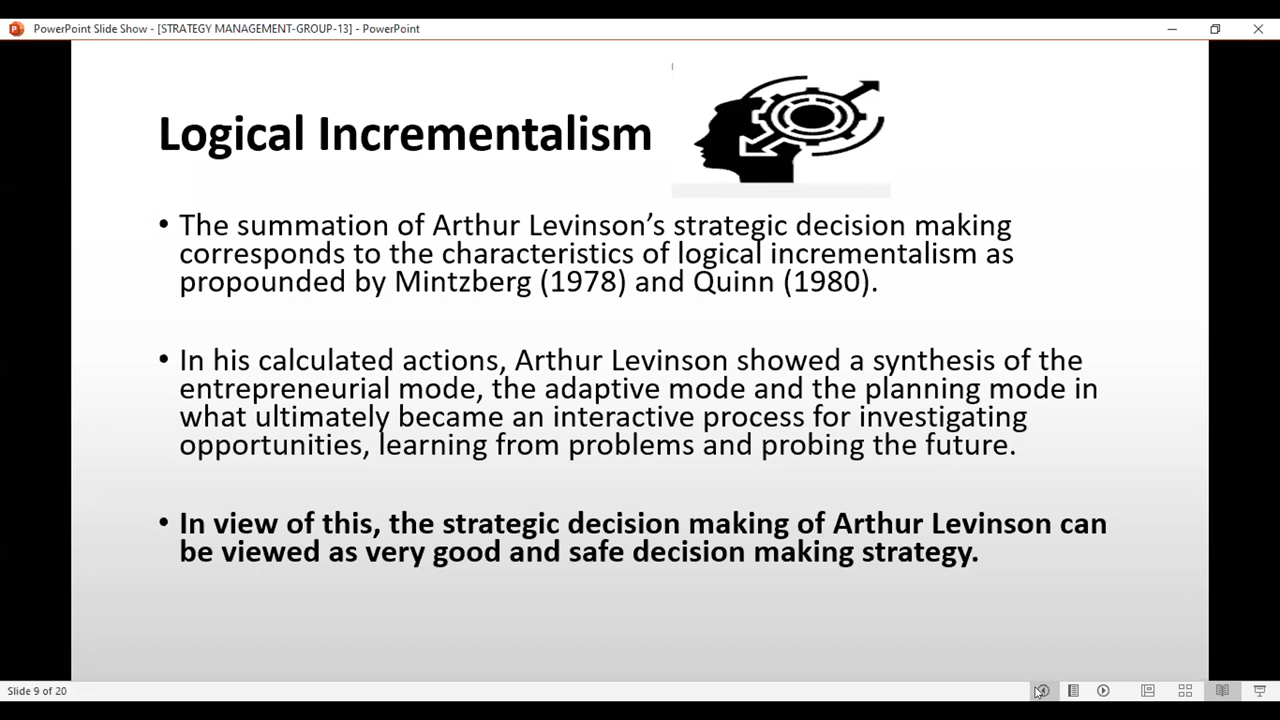 PowerPoint Slide Show - [STRATEGY MANAGEMENT-GROUP-13] - PowerPoint
Logical Incrementalism
• The summation of Arthur Levinson’s strategic decision making
corresponds to the characteristics of logical incrementalism as
propounded by Mintzberg (1978) and Quinn (1980).
• In his calculated actions, Arthur Levinson showed a synthesis of the
entrepreneurial mode, the adaptive mode and the planning mode in
what ultimately became an interactive process for investigating
opportunities, learning from problems and probing the future.
• In view of this, the strategic decision making of Arthur Levinson can
be viewed as very good and safe decision making strategy.
Slide 9 of 20